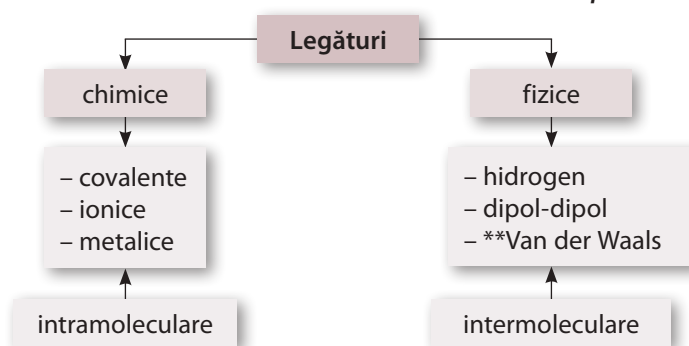 Legături
chimice
fizice
– covalente
– ionice
– metalice
– hidrogen
– dipol-dipol
– **Van der Waals
intramoleculare
intermoleculare